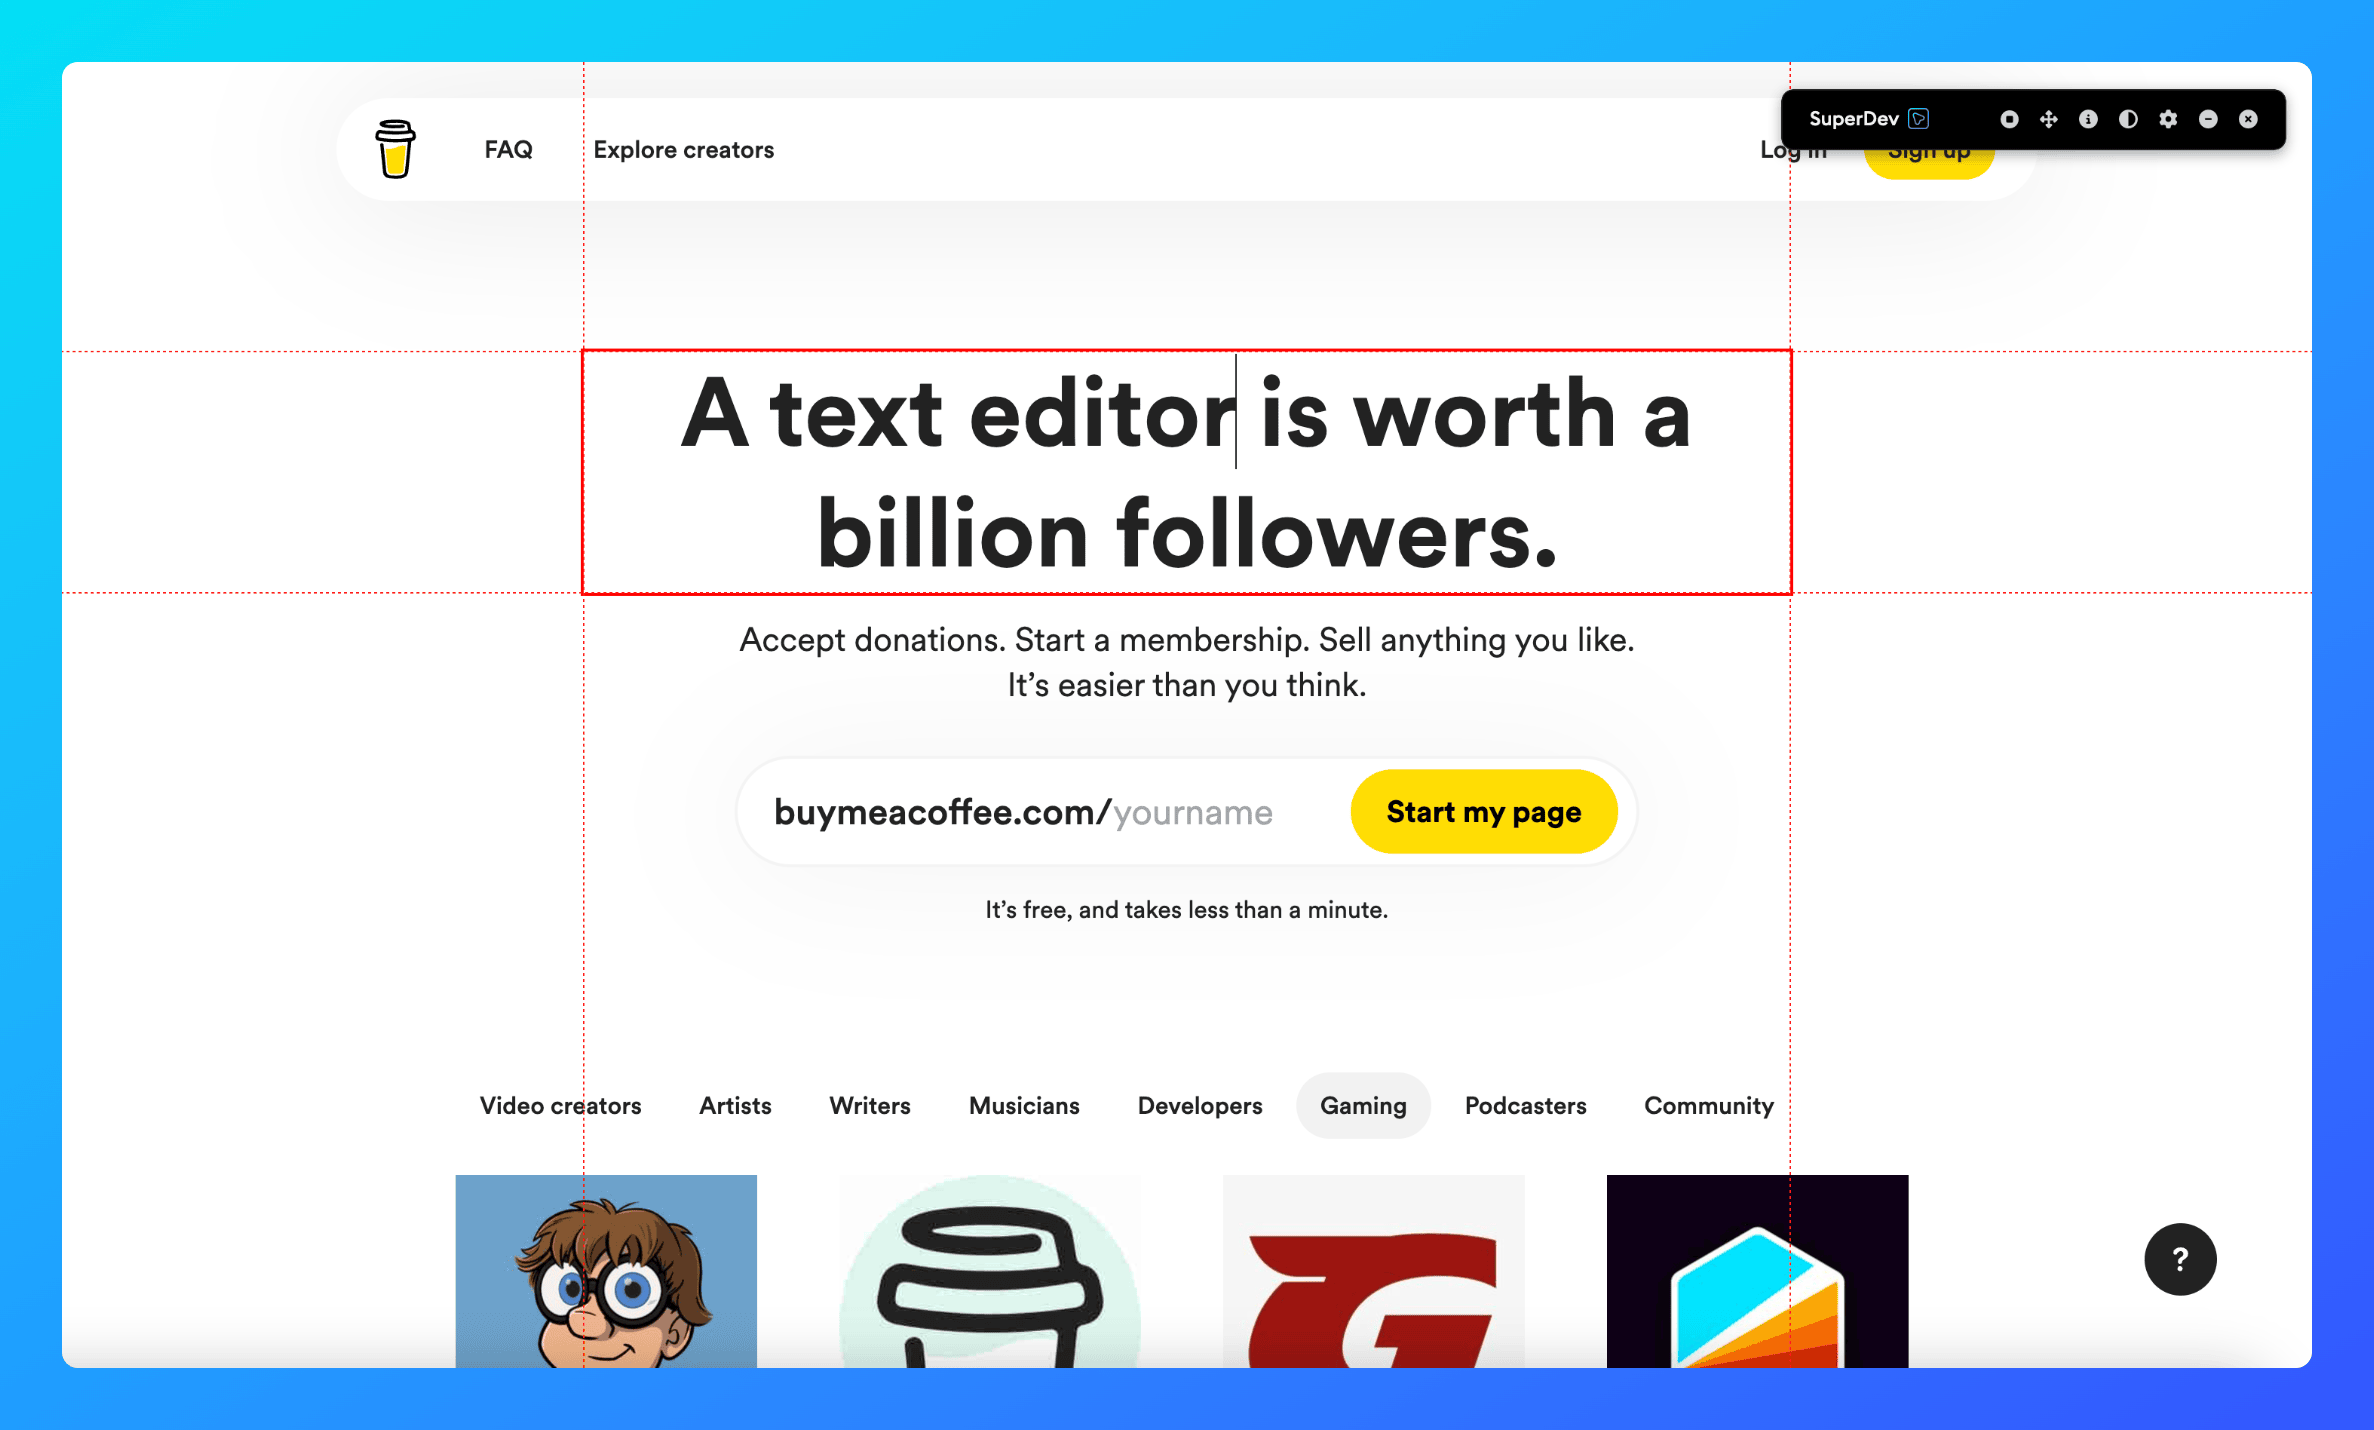 SuperDev
FAQ
Explore creators
Log in
Sign up
A text editor is worth a
billion followers.
Accept donations. Start a membership. Sell anything you like.
It’s easier than you think.
buymeacoffee.com/yourname
Start my page
It’s free, and takes less than a minute.
Video creators
Artists
Writers
Musicians
Developers
Gaming
Podcasters
Community
?